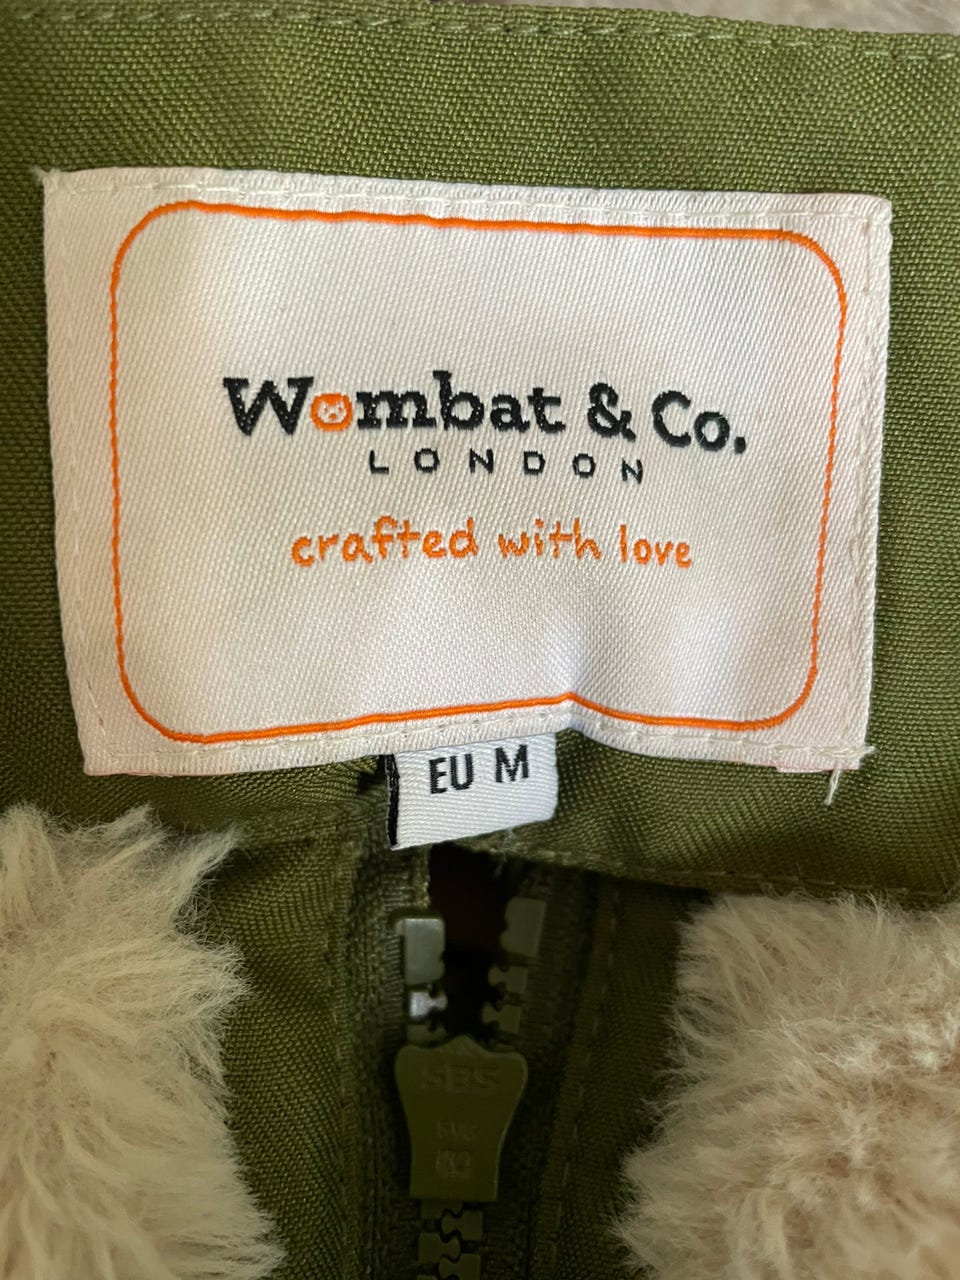 Wombat & Co.
LONDON
crafted with love
EU M
SBS